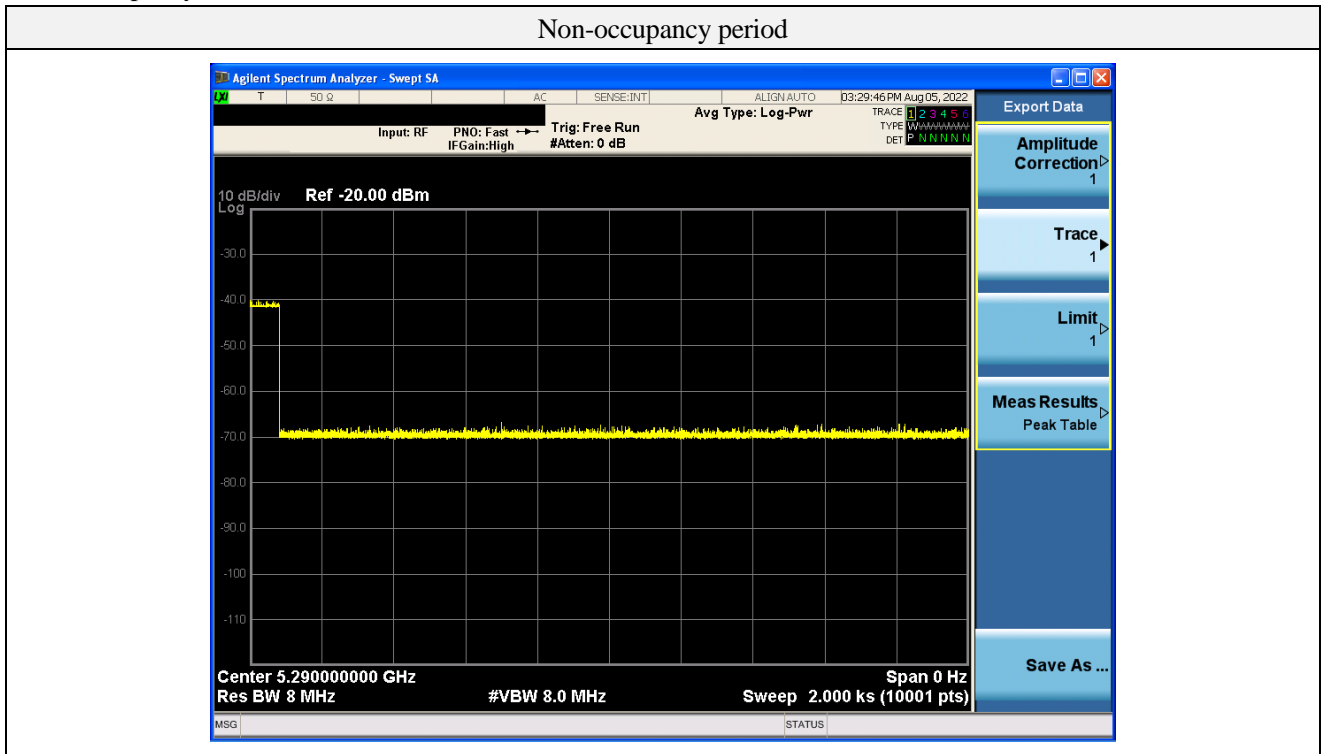 Non-occupancy period
Agilent Spectrum Analyzer - Swept SA
LXI T 50 Ω AC SENSE:INT ALIGN AUTO 03:29:46 PM Aug 05, 2022
Export Data
Avg Type: Log-Pwr TRACE 1 2 3 4 5 6
Input: RF PNO: Fast Trig: Free Run TYPE WWWWWW
IFGain:High #Atten: 0 dB DET P N N N N N
Amplitude
Correction
1
10 dB/div Ref -20.00 dBm
Log
Trace
1
-30.0
-40.0
Limit
1
-50.0
-60.0
Meas Results
Peak Table
-70.0
-80.0
-90.0
-100
-110
Save As ...
Center 5.290000000 GHz Span 0 Hz
Res BW 8 MHz #VBW 8.0 MHz Sweep 2.000 ks (10001 pts)
MSG STATUS